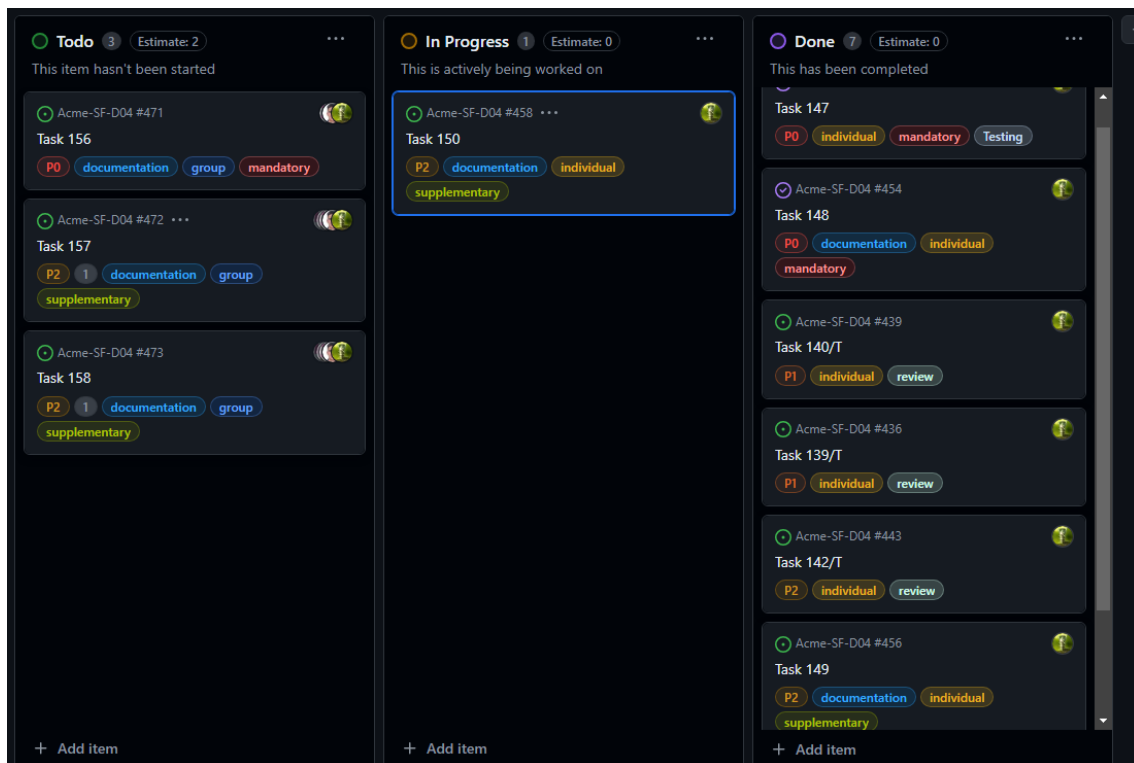 Todo 3 Estimate: 2 ...
This item hasn't been started
Acme-SF-D04 #471
Task 156
P0 documentation group mandatory
Acme-SF-D04 #472 ...
Task 157
P2 1 documentation group
supplementary
Acme-SF-D04 #473
Task 158
P2 1 documentation group
supplementary
+ Add item
In Progress 1 Estimate: 0 ...
This is actively being worked on
Acme-SF-D04 #458 ...
Task 150
P2 documentation individual
supplementary
+ Add item
Done 7 Estimate: 0 ...
This has been completed
Task 147
P0 individual mandatory Testing
Acme-SF-D04 #454
Task 148
P0 documentation individual
mandatory
Acme-SF-D04 #439
Task 140/T
P1 individual review
Acme-SF-D04 #436
Task 139/T
P1 individual review
Acme-SF-D04 #443
Task 142/T
P2 individual review
Acme-SF-D04 #456
Task 149
P2 documentation individual
supplementary
+ Add item